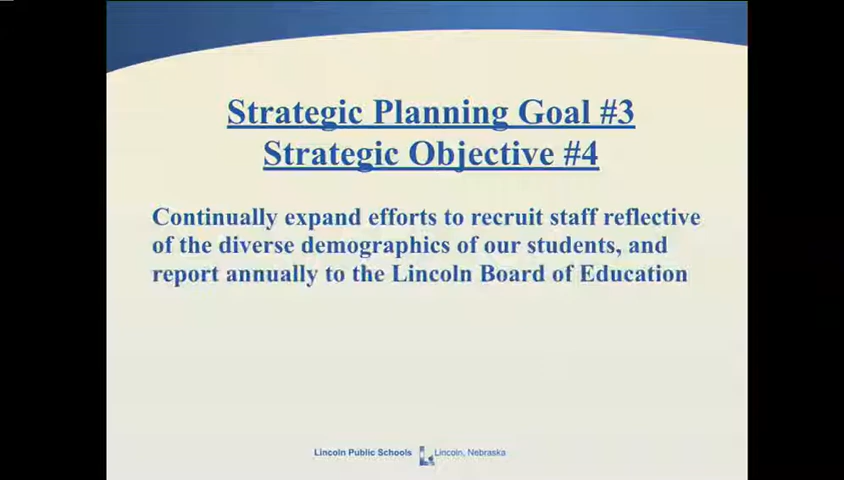 Strategic Planning Goal #3
Strategic Objective #4
Continually expand efforts to recruit staff reflective
of the diverse demographics of our students, and
report annually to the Lincoln Board of Education
Lincoln Public Schools Lincoln, Nebraska